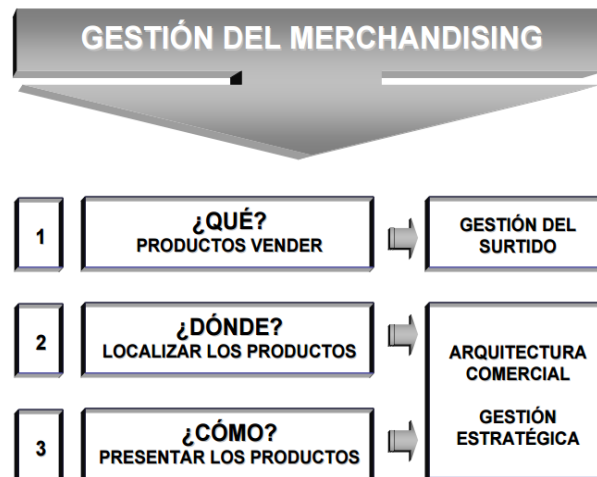 GESTIÓN DEL MERCHANDISING
1
¿QUÉ?
PRODUCTOS VENDER
GESTIÓN DEL
SURTIDO
2
¿DÓNDE?
LOCALIZAR LOS PRODUCTOS
3
¿CÓMO?
PRESENTAR LOS PRODUCTOS
ARQUITECTURA
COMERCIAL
GESTIÓN
ESTRATÉGICA